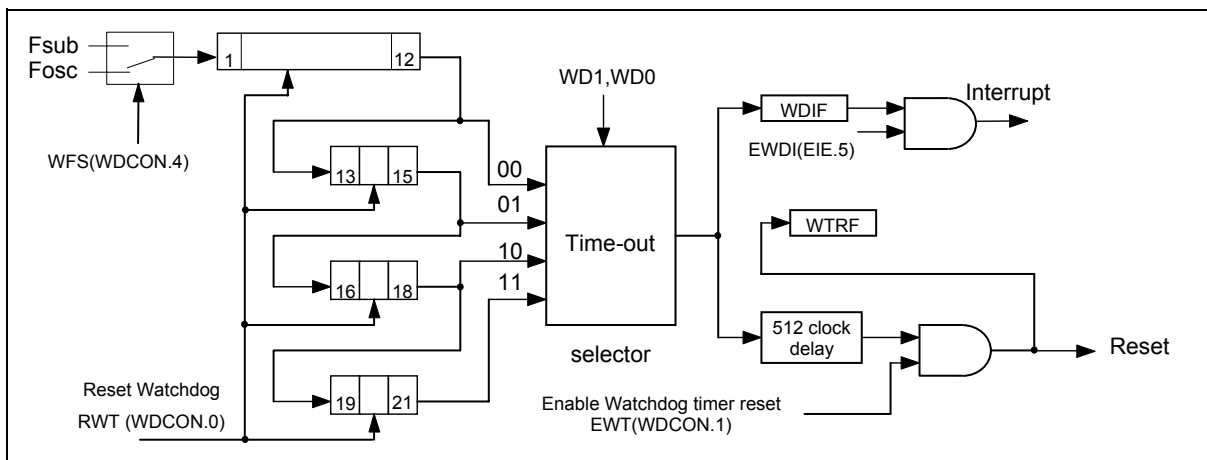 Fsub
Fosc
WFS(WDCON.4)
1
12
13
15
16
18
19
21
Reset Watchdog
RWT (WDCON.0)
WD1,WD0
00
01
10
11
Time-out
selector
WDIF
EWDI(EIE.5)
Interrupt
WTRF
512 clock
delay
Reset
Enable Watchdog timer reset
EWT(WDCON.1)